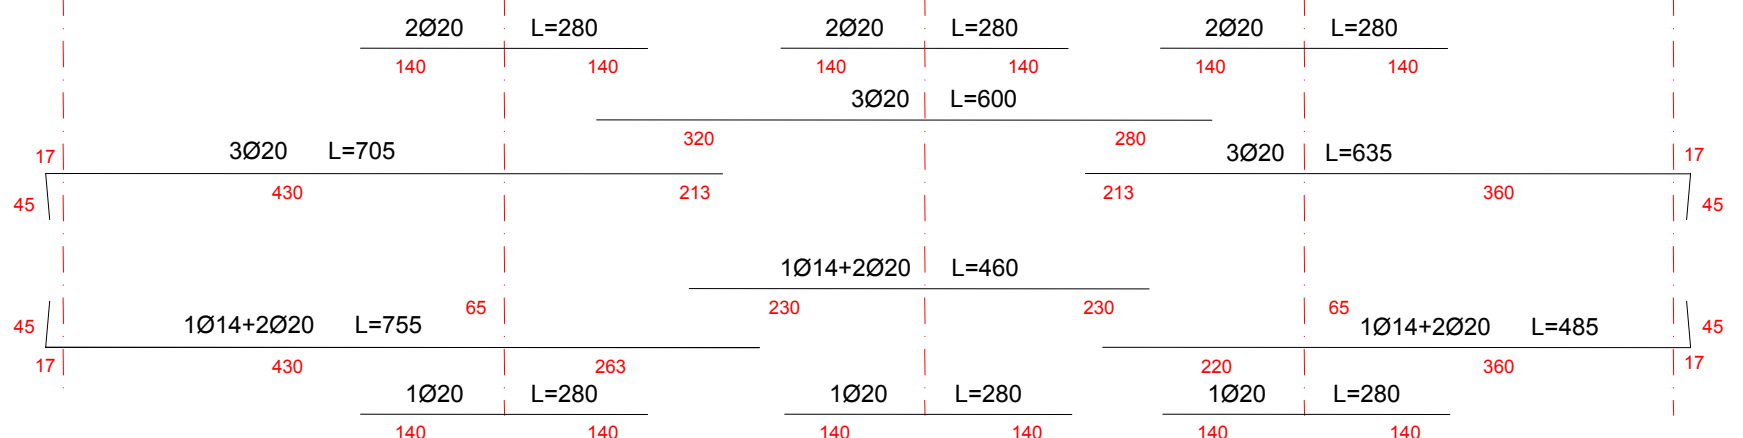 2Ø20 L=280 2Ø20 L=280 2Ø20 L=280
140 140 140 140 140 140
3Ø20 L=600
320 280
17 3Ø20 L=705 3Ø20 L=635 17
45 430 213 213 360 45
1Ø14+2Ø20 L=460
65 230 230 65
45 1Ø14+2Ø20 L=755 1Ø14+2Ø20 L=485 45
17 430 263 220 360 17
1Ø20 L=280 1Ø20 L=280 1Ø20 L=280
140 140 140 140 140 140